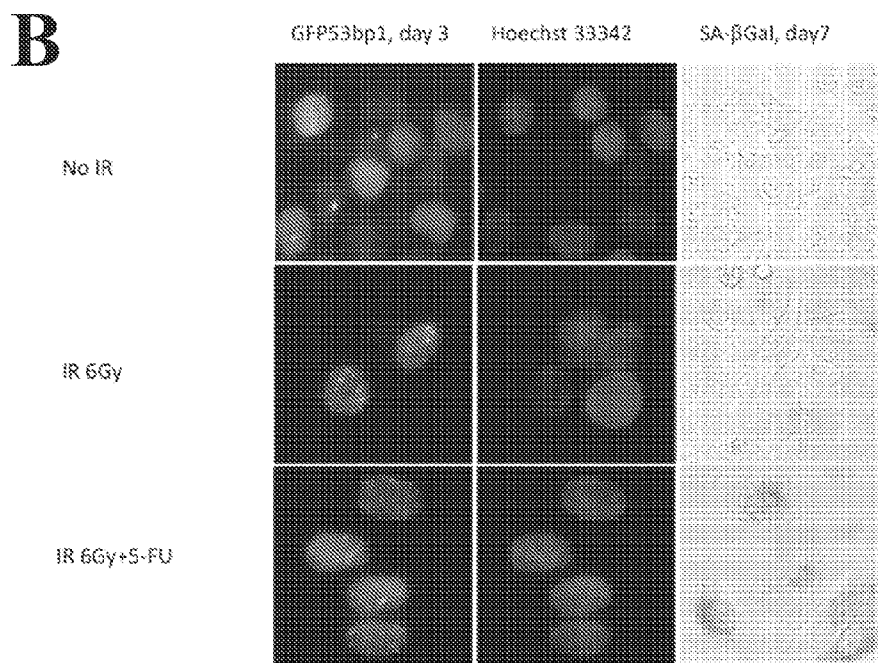 B
GFP53bp1, day 3 Hoechst 33342 SA-βGal, day7
No IR
IR 6Gy
IR 6Gy+5-FU